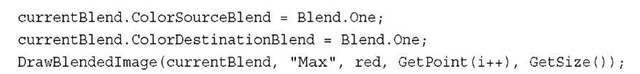 currentBlend.ColorSourceBlend = Blend.One;
currentBlend.ColorDestinationBlend = Blend.One;
DrawBlendedImage(currentBlend, "Max", red, GetPoint(i++), GetSize());